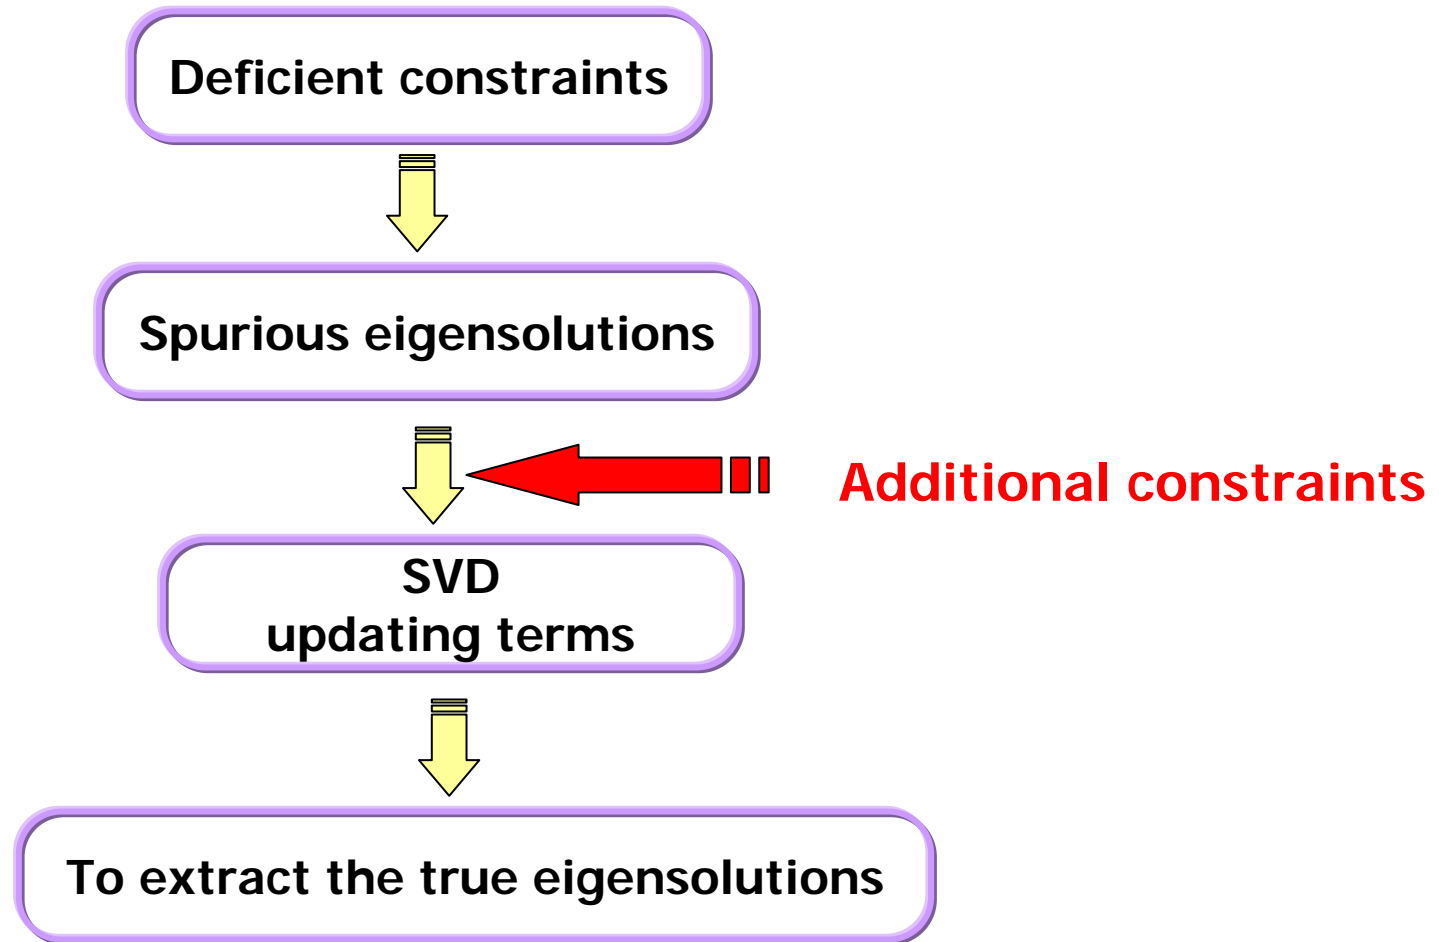 Deficient constraints
Spurious eigensolutions
Additional constraints
SVD
updating terms
To extract the true eigensolutions